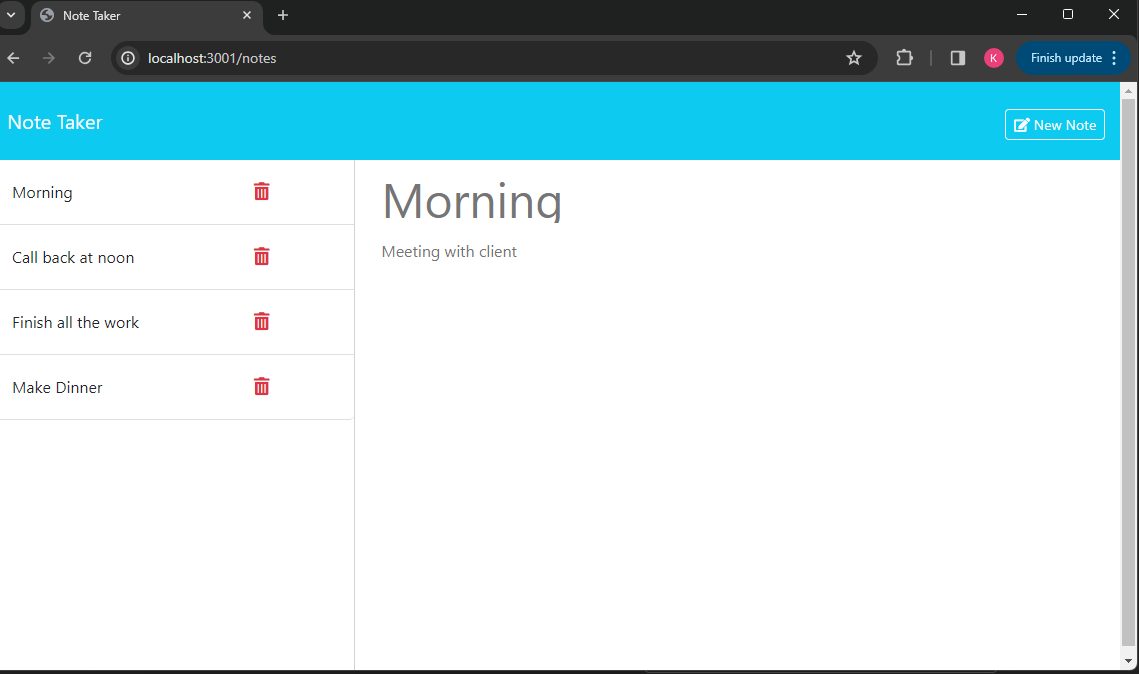 Note Taker
localhost:3001/notes
K
Finish update
Note Taker
New Note
Morning
Call back at noon
Finish all the work
Make Dinner
Morning
Meeting with client